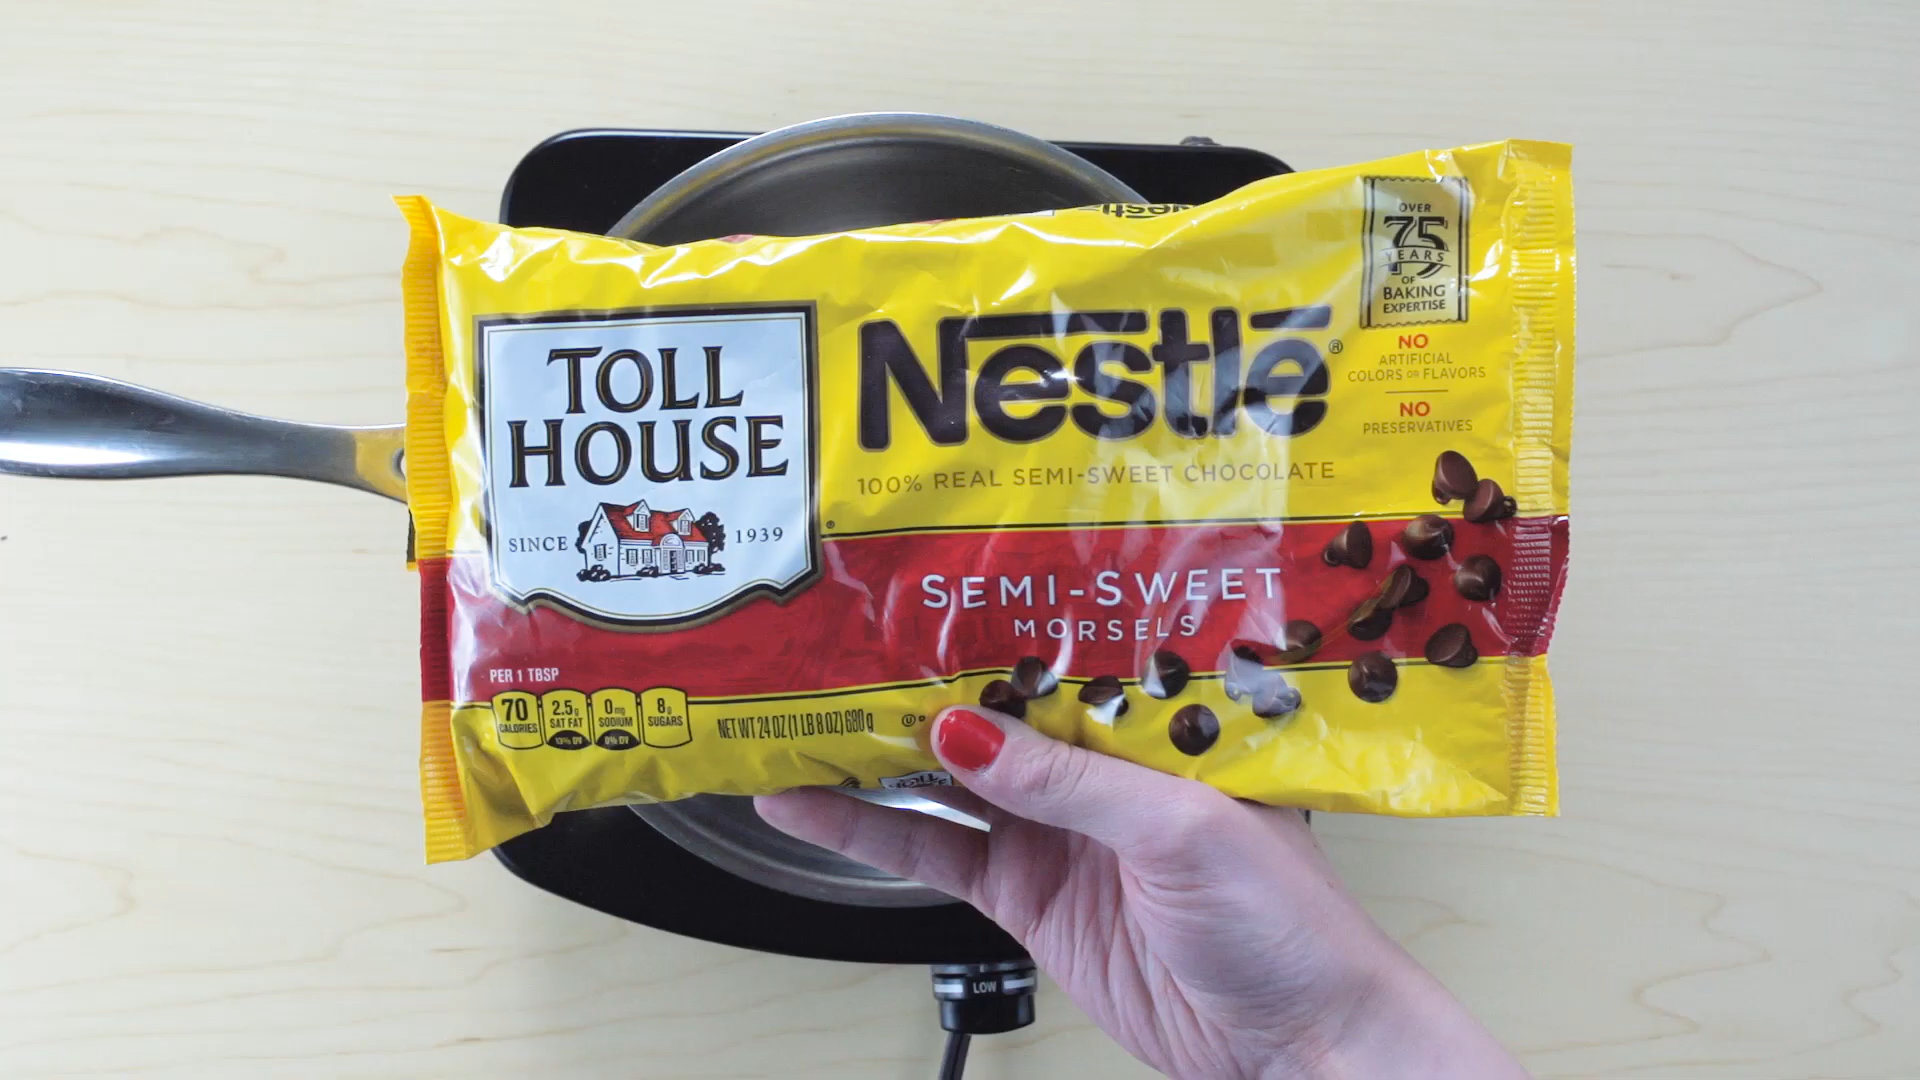 OVER
75
YEARS
OF
BAKING
EXPERTISE
TOLL
HOUSE
SINCE 1939
Nestlé®
100% REAL SEMI-SWEET CHOCOLATE
NO
ARTIFICIAL
COLORS OR FLAVORS
NO
PRESERVATIVES
SEMI-SWEET
MORSELS
PER 1 TBSP
70
CALORIES
2.5g
SAT FAT
13% DV
0mg
SODIUM
0% DV
8g
SUGARS
NET WT 24 OZ (1 LB 8 OZ) 680 g
LOW